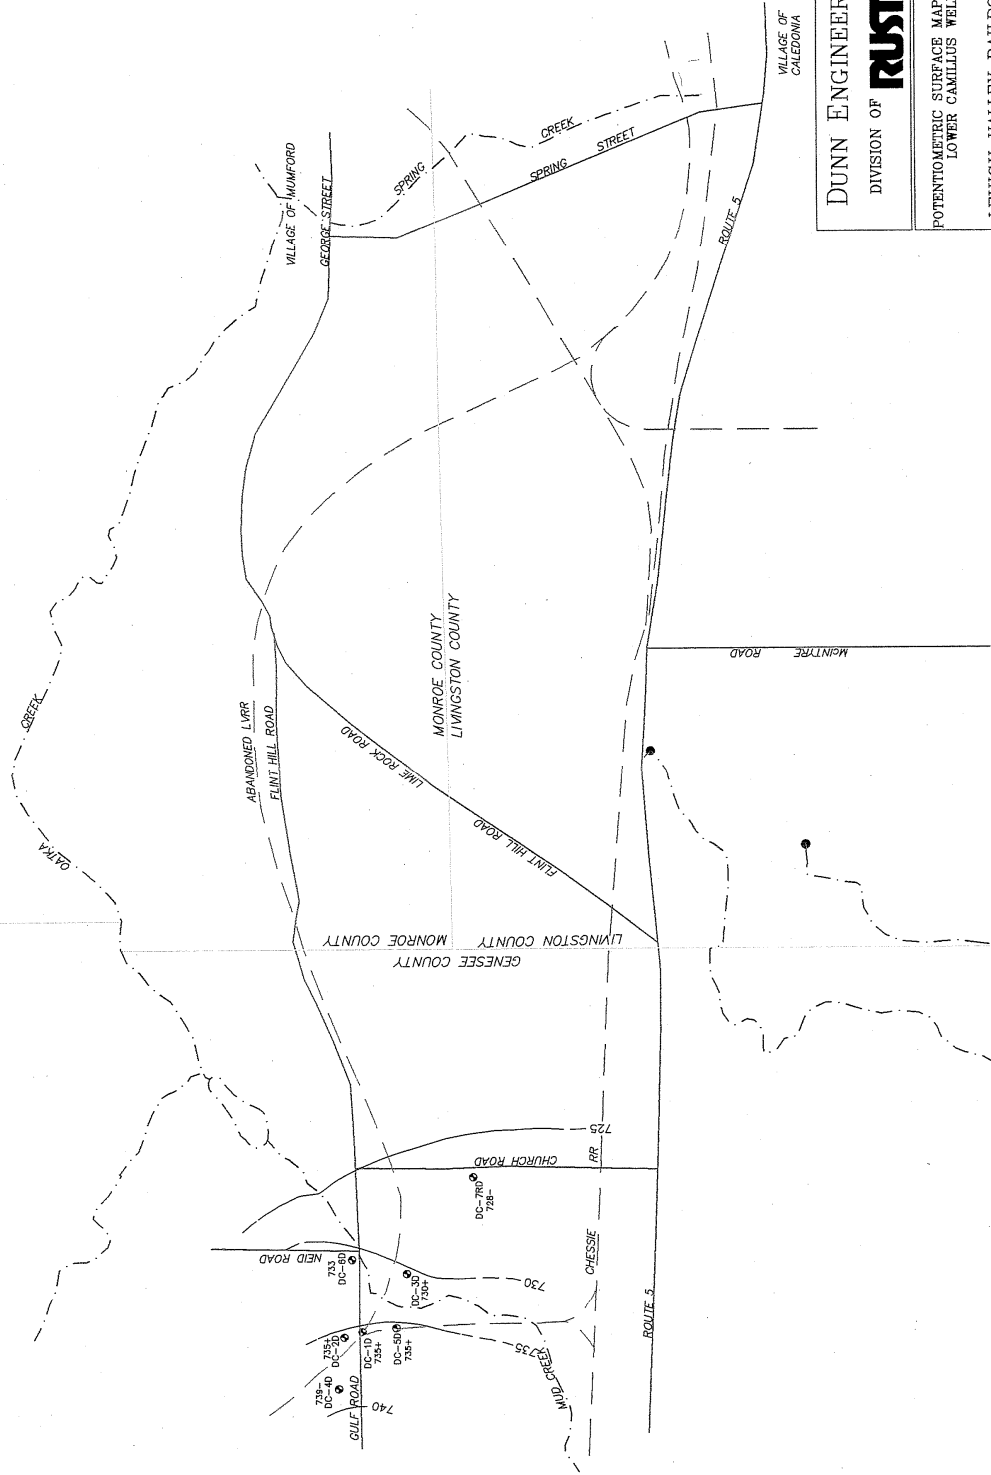 VILLAGE OF
CALEDONIA
DUNN ENGINEER
DIVISION OF RUST
POTENTIOMETRIC SURFACE MAP
LOWER CAMILLUS WEL
VILLAGE OF MUMFORD
GEORGE STREET
SPRING
CREEK
SPRING
STREET
ROUTE 5
OATKA
CREEK
ABANDONED LVRR
FLINT HILL ROAD
LIME ROCK ROAD
FLINT HILL ROAD
MONROE COUNTY
LIVINGSTON COUNTY
McINTYRE
ROAD
LIVINGSTON COUNTY
MONROE COUNTY
GENESEE COUNTY
725
CHURCH ROAD
RR
DC-7RD
728-
NEID ROAD
733
DC-6D
DC-3D
730+
730
CHESSIE
ROUTE 5
735+
DC-2D
DC-1D
735+
DC-5D
735+
735
MUD CREEK
739-
DC-4D
740
GULF ROAD